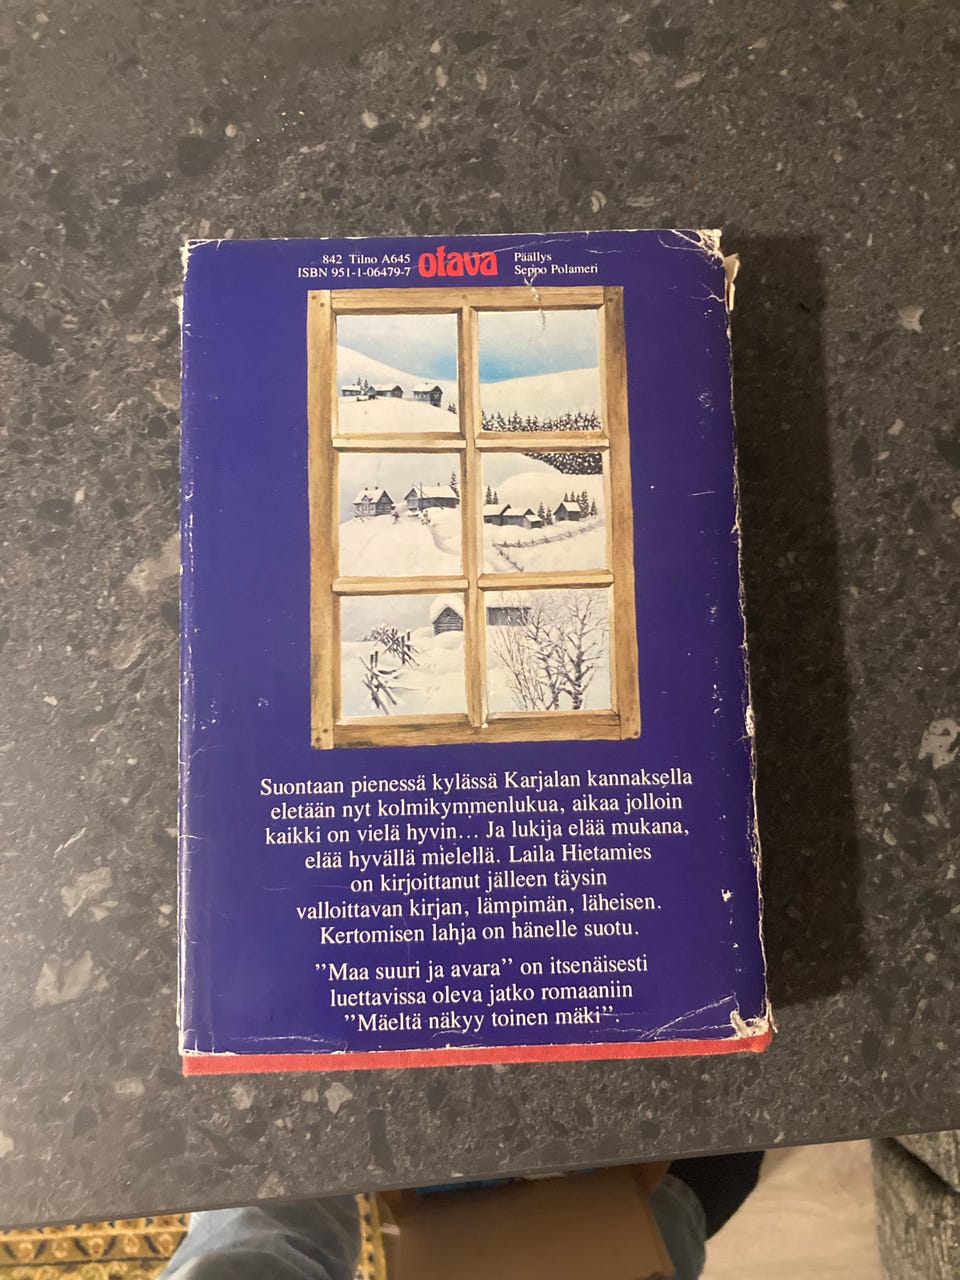 842 Tilno A645
ISBN 951-1-06479-7
otava
Päällys
Seppo Polameri
Suontaan pienessä kylässä Karjalan kannaksella
eletään nyt kolmikymmenlukua, aikaa jolloin
kaikki on vielä hyvin... Ja lukija elää mukana,
elää hyvällä mielellä. Laila Hietamies
on kirjoittanut jälleen täysin
valloittavan kirjan, lämpimän, läheisen.
Kertomisen lahja on hänelle suotu.
”Maa suuri ja avara” on itsenäisesti
luettavissa oleva jatko romaaniin
”Mäeltä näkyy toinen mäki”.